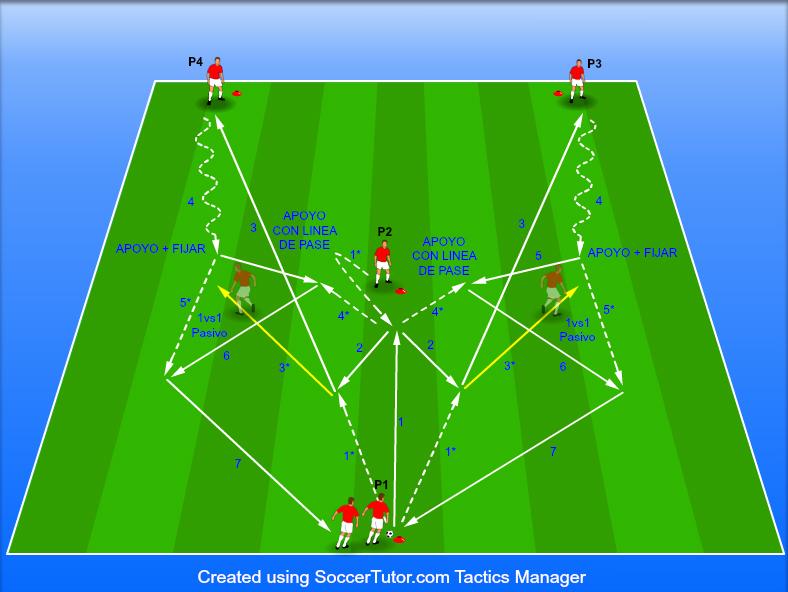 P4
P3
4
3
APOYO
CON LINEA
DE PASE
1*
P2
APOYO
CON LINEA
DE PASE
3
4
APOYO + FIJAR
5
APOYO + FIJAR
5*
1vs1
Pasivo
4*
4*
5*
1vs1
Pasivo
6
3*
2
2
3*
6
1
7
1*
1*
7
P1
Created using SoccerTutor.com Tactics Manager